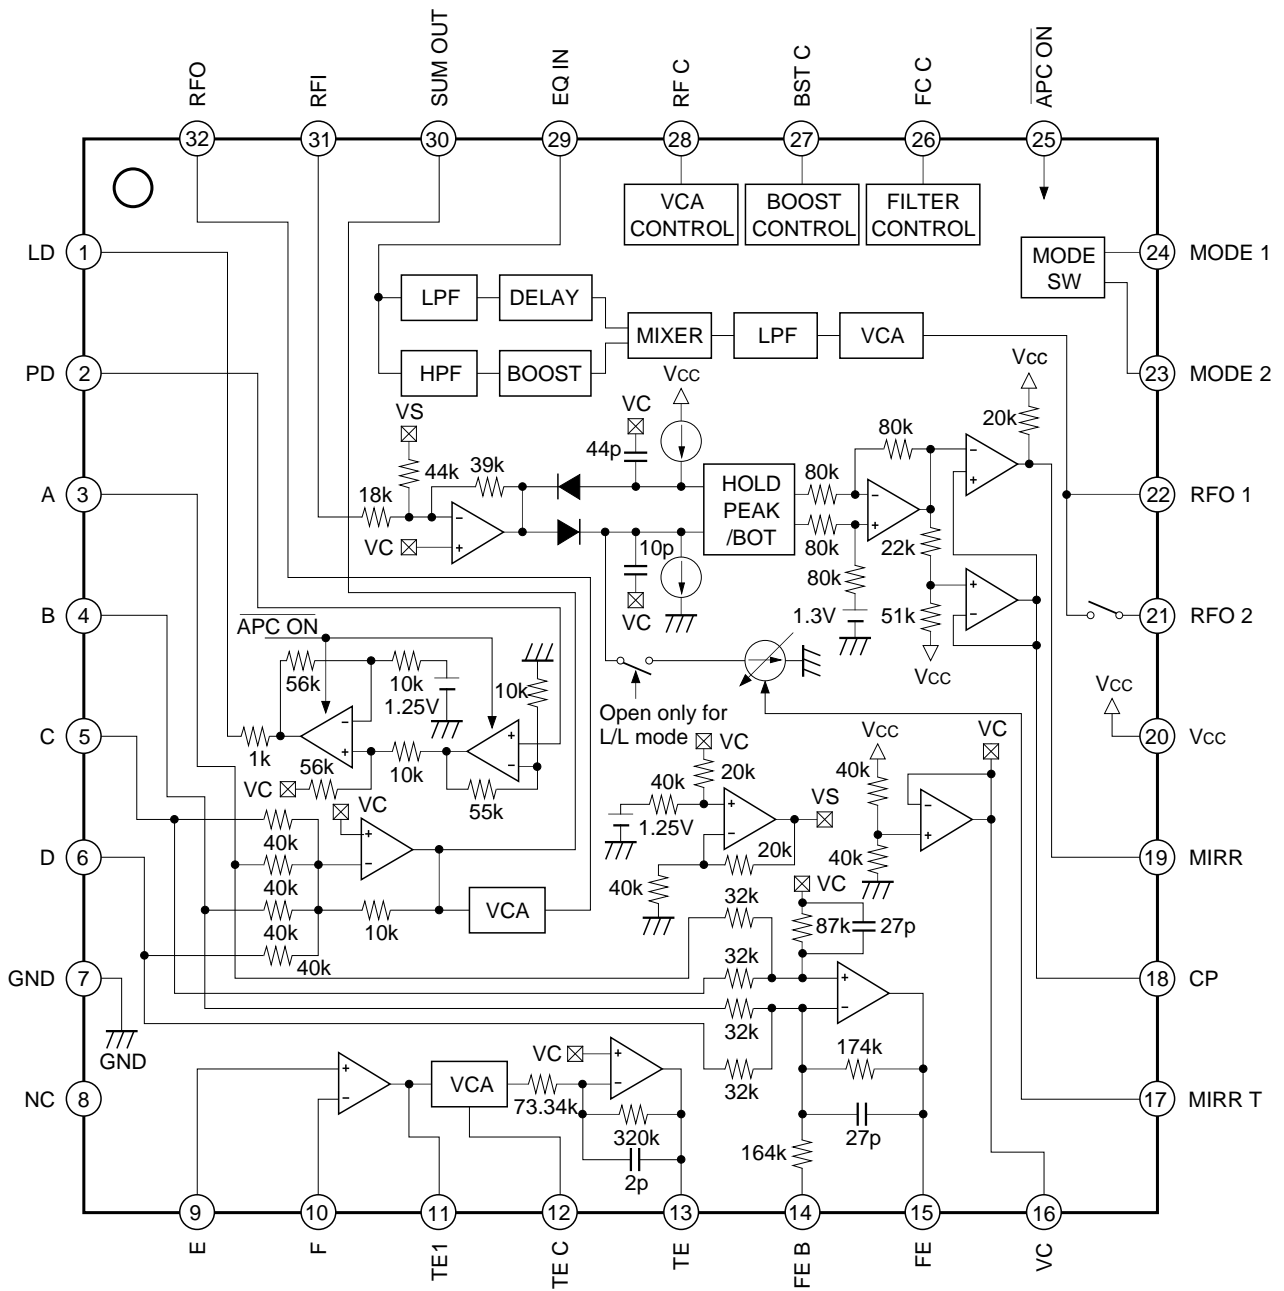 RFO
RFI
SUM OUT
EQ IN
RF C
BST C
FC C
APC ON
32
31
30
29
28
27
26
25
VCA CONTROL
BOOST CONTROL
FILTER CONTROL
LD
1
MODE SW
24
MODE 1
LPF
DELAY
MIXER
LPF
VCA
HPF
BOOST
PD
2
23
MODE 2
Vcc
Vcc
VS
VC
20k
44p
80k
44k
39k
A
3
18k
HOLD PEAK /BOT
80k
22
RFO 1
VC
10p
80k
22k
B
4
VC
80k
1.3V
51k
21
RFO 2
APC ON
56k
10k
1.25V
10k
Vcc
Open only for L/L mode
Vcc
VC
Vcc
C
5
1k
56k
VC
10k
55k
VC
20k
40k
1.25V
VS
20k
40k
20
Vcc
VC
D
6
40k
40k
40k
40k
10k
VCA
40k
VC
40k
19
MIRR
32k
87k
27p
GND
7
GND
32k
32k
32k
18
CP
NC
8
VCA
VC
73.34k
320k
2p
174k
27p
164k
17
MIRR T
9
10
11
12
13
14
15
16
E
F
TE1
TE C
TE
FE B
FE
VC